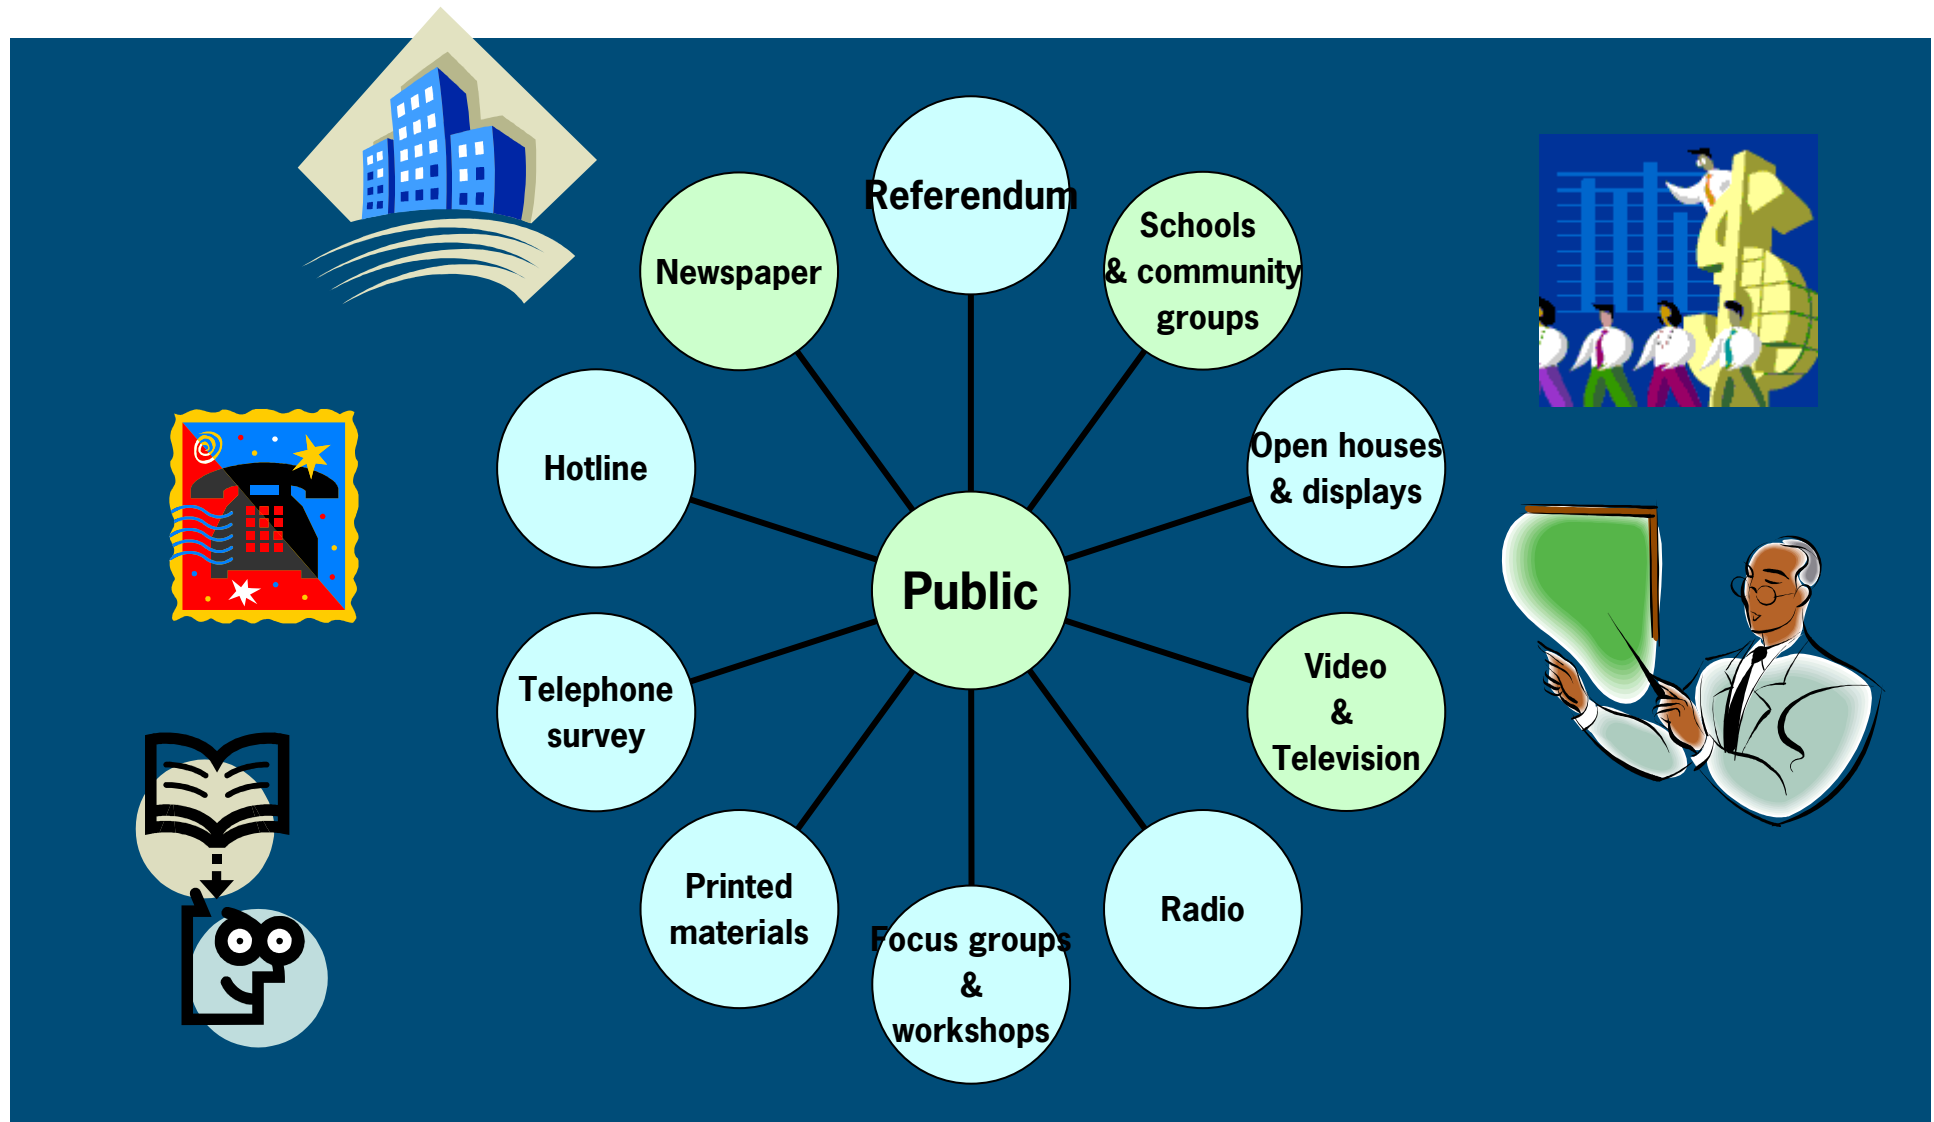 Referendum
Schools
& community
groups
Newspaper
Open houses
& displays
Hotline
Public
Video
&
Television
Telephone
survey
Printed
materials
Radio
Focus groups
&
workshops